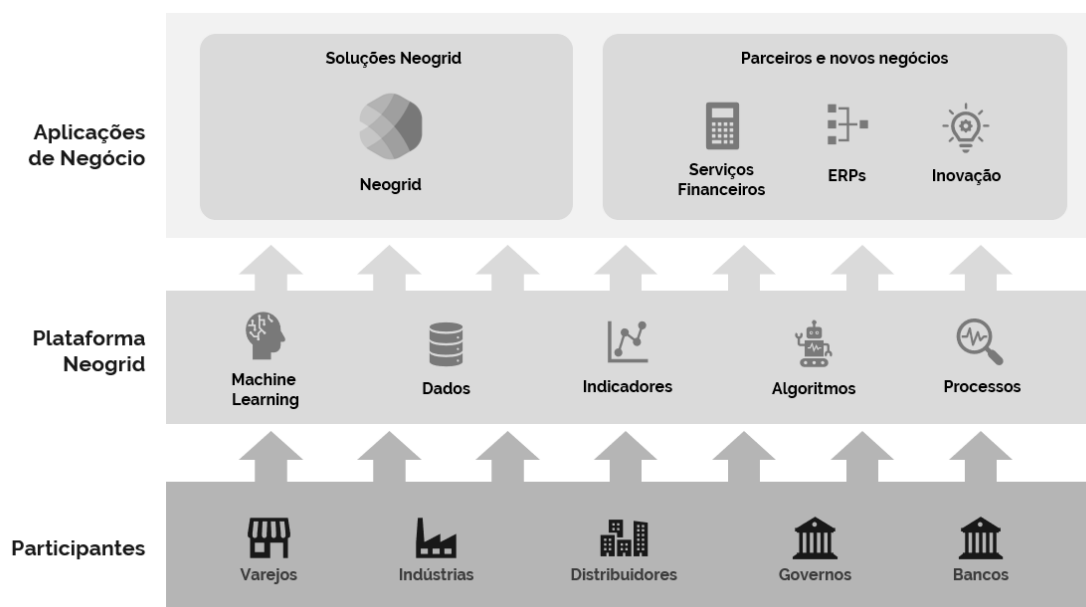 Aplicações
de Negócio
Soluções Neogrid
Neogrid
Parceiros e novos negócios
Serviços
Financeiros
ERPs
Inovação
Plataforma
Neogrid
Machine
Learning
Dados
Indicadores
Algoritmos
Processos
Participantes
Varejos
Indústrias
Distribuidores
Governos
Bancos